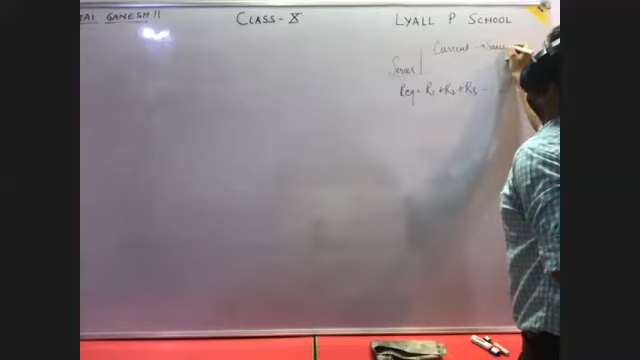 JAI GANESH !! CLASS - X LYALL P SCHOOL
Current → Same
Series
Req = R1 + R2 + R3 - -